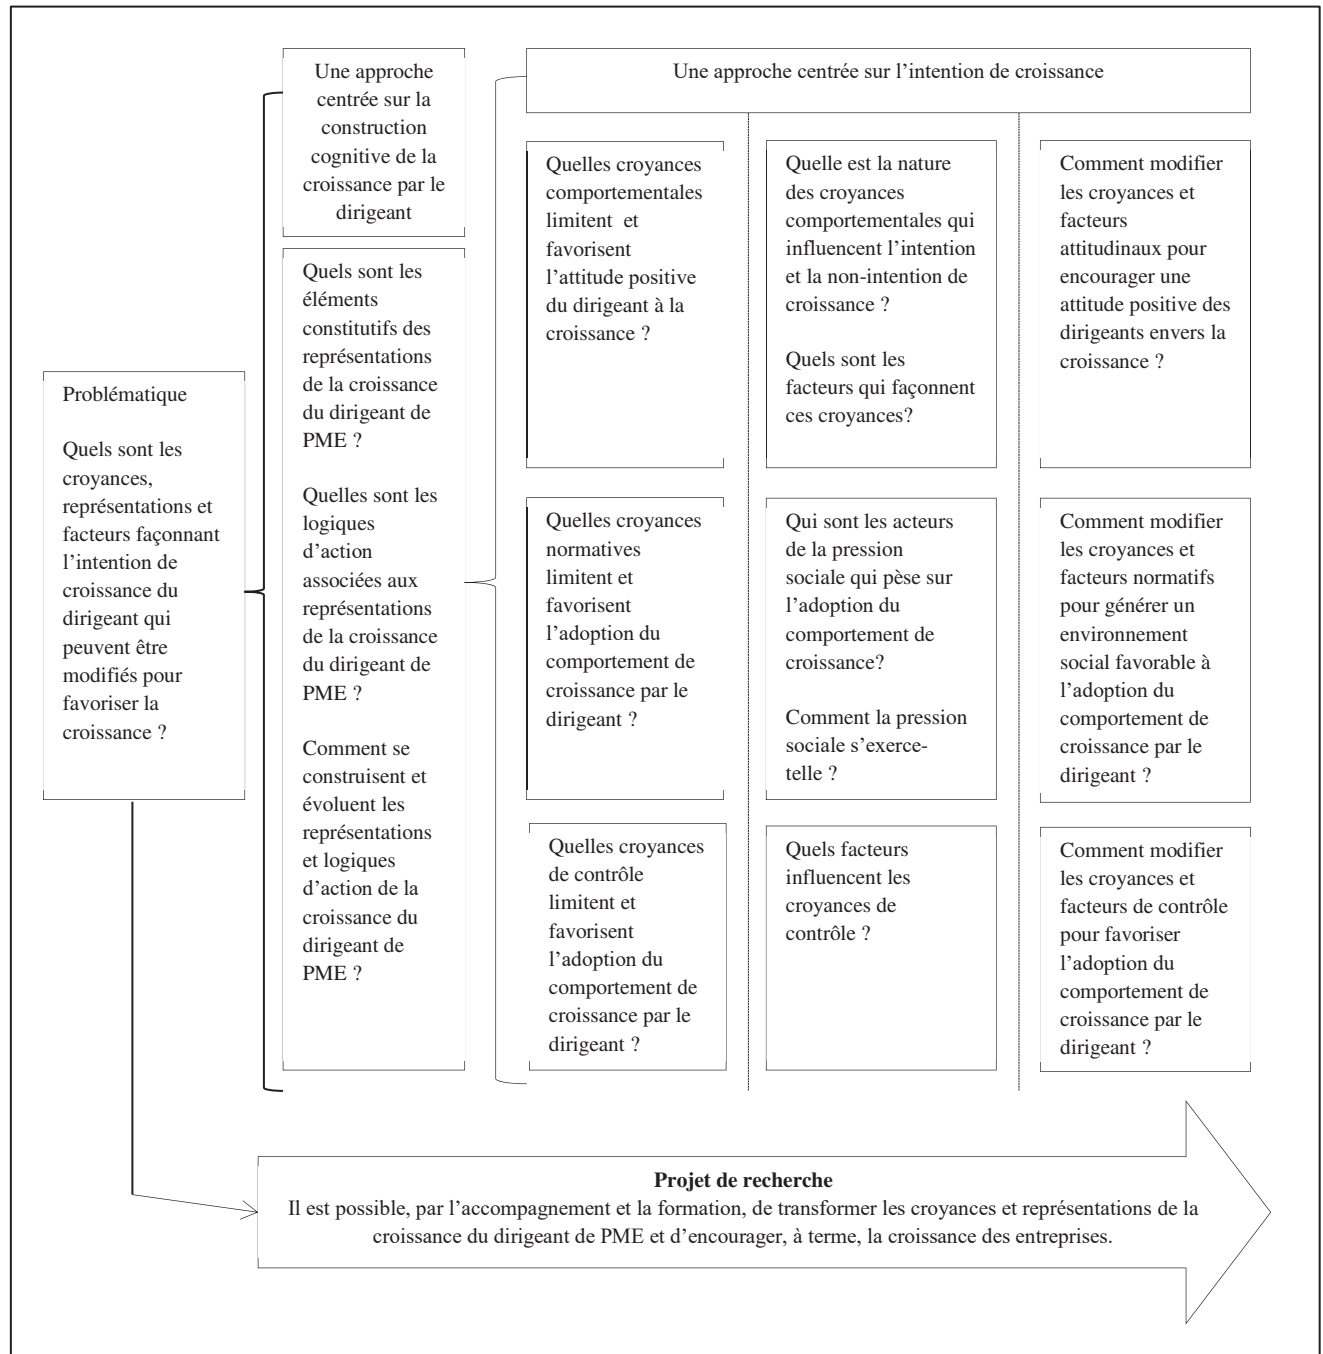 Problématique
Quels sont les
croyances,
représentations et
facteurs façonnant
l’intention de
croissance du
dirigeant qui
peuvent être
modifiés pour
favoriser la
croissance ?
Une approche
centrée sur la
construction
cognitive de la
croissance par le
dirigeant
Quels sont les
éléments
constitutifs des
représentations
de la croissance
du dirigeant de
PME ?
Quelles sont les
logiques
d’action
associées aux
représentations
de la croissance
du dirigeant de
PME ?
Comment se
construisent et
évoluent les
représentations
et logiques
d’action de la
croissance du
dirigeant de
PME ?
Une approche centrée sur l’intention de croissance
Quelles croyances
comportementales
limitent et
favorisent
l’attitude positive
du dirigeant à la
croissance ?
Quelle est la nature
des croyances
comportementales qui
influencent l’intention
et la non-intention de
croissance ?
Quels sont les
facteurs qui façonnent
ces croyances?
Comment modifier
les croyances et
facteurs
attitudinaux pour
encourager une
attitude positive des
dirigeants envers la
croissance ?
Quelles croyances
normatives
limitent et
favorisent
l’adoption du
comportement de
croissance par le
dirigeant ?
Qui sont les acteurs
de la pression
sociale qui pèse sur
l’adoption du
comportement de
croissance?
Comment la pression
sociale s’exerce-
telle ?
Comment modifier
les croyances et
facteurs normatifs
pour générer un
environnement
social favorable à
l’adoption du
comportement de
croissance par le
dirigeant ?
Quelles croyances
de contrôle
limitent et
favorisent
l’adoption du
comportement de
croissance par le
dirigeant ?
Quels facteurs
influencent les
croyances de
contrôle ?
Comment modifier
les croyances et
facteurs de contrôle
pour favoriser
l’adoption du
comportement de
croissance par le
dirigeant ?
Projet de recherche
Il est possible, par l’accompagnement et la formation, de transformer les croyances et représentations de la
croissance du dirigeant de PME et d’encourager, à terme, la croissance des entreprises.